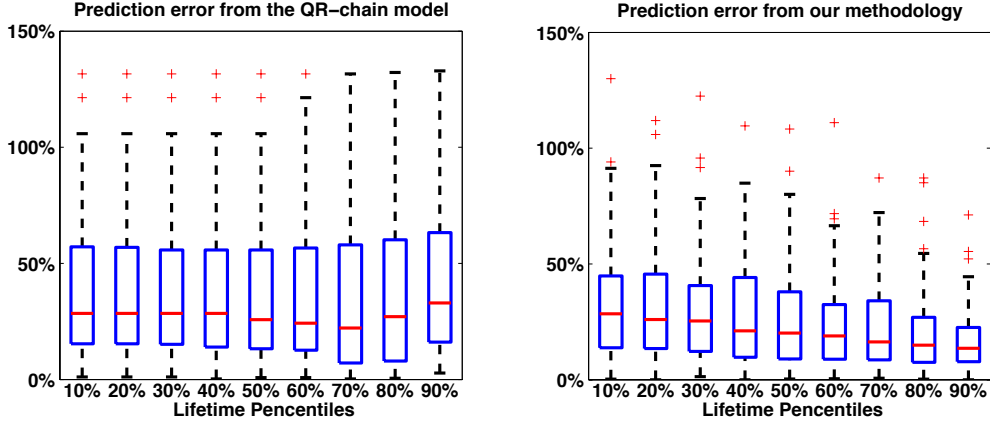 Prediction error from the QR−chain model
150%
100%
50%
0%
10% 20% 30% 40% 50% 60% 70% 80% 90%
Lifetime Pencentiles
Prediction error from our methodology
150%
100%
50%
0%
10% 20% 30% 40% 50% 60% 70% 80% 90%
Lifetime Pencentiles